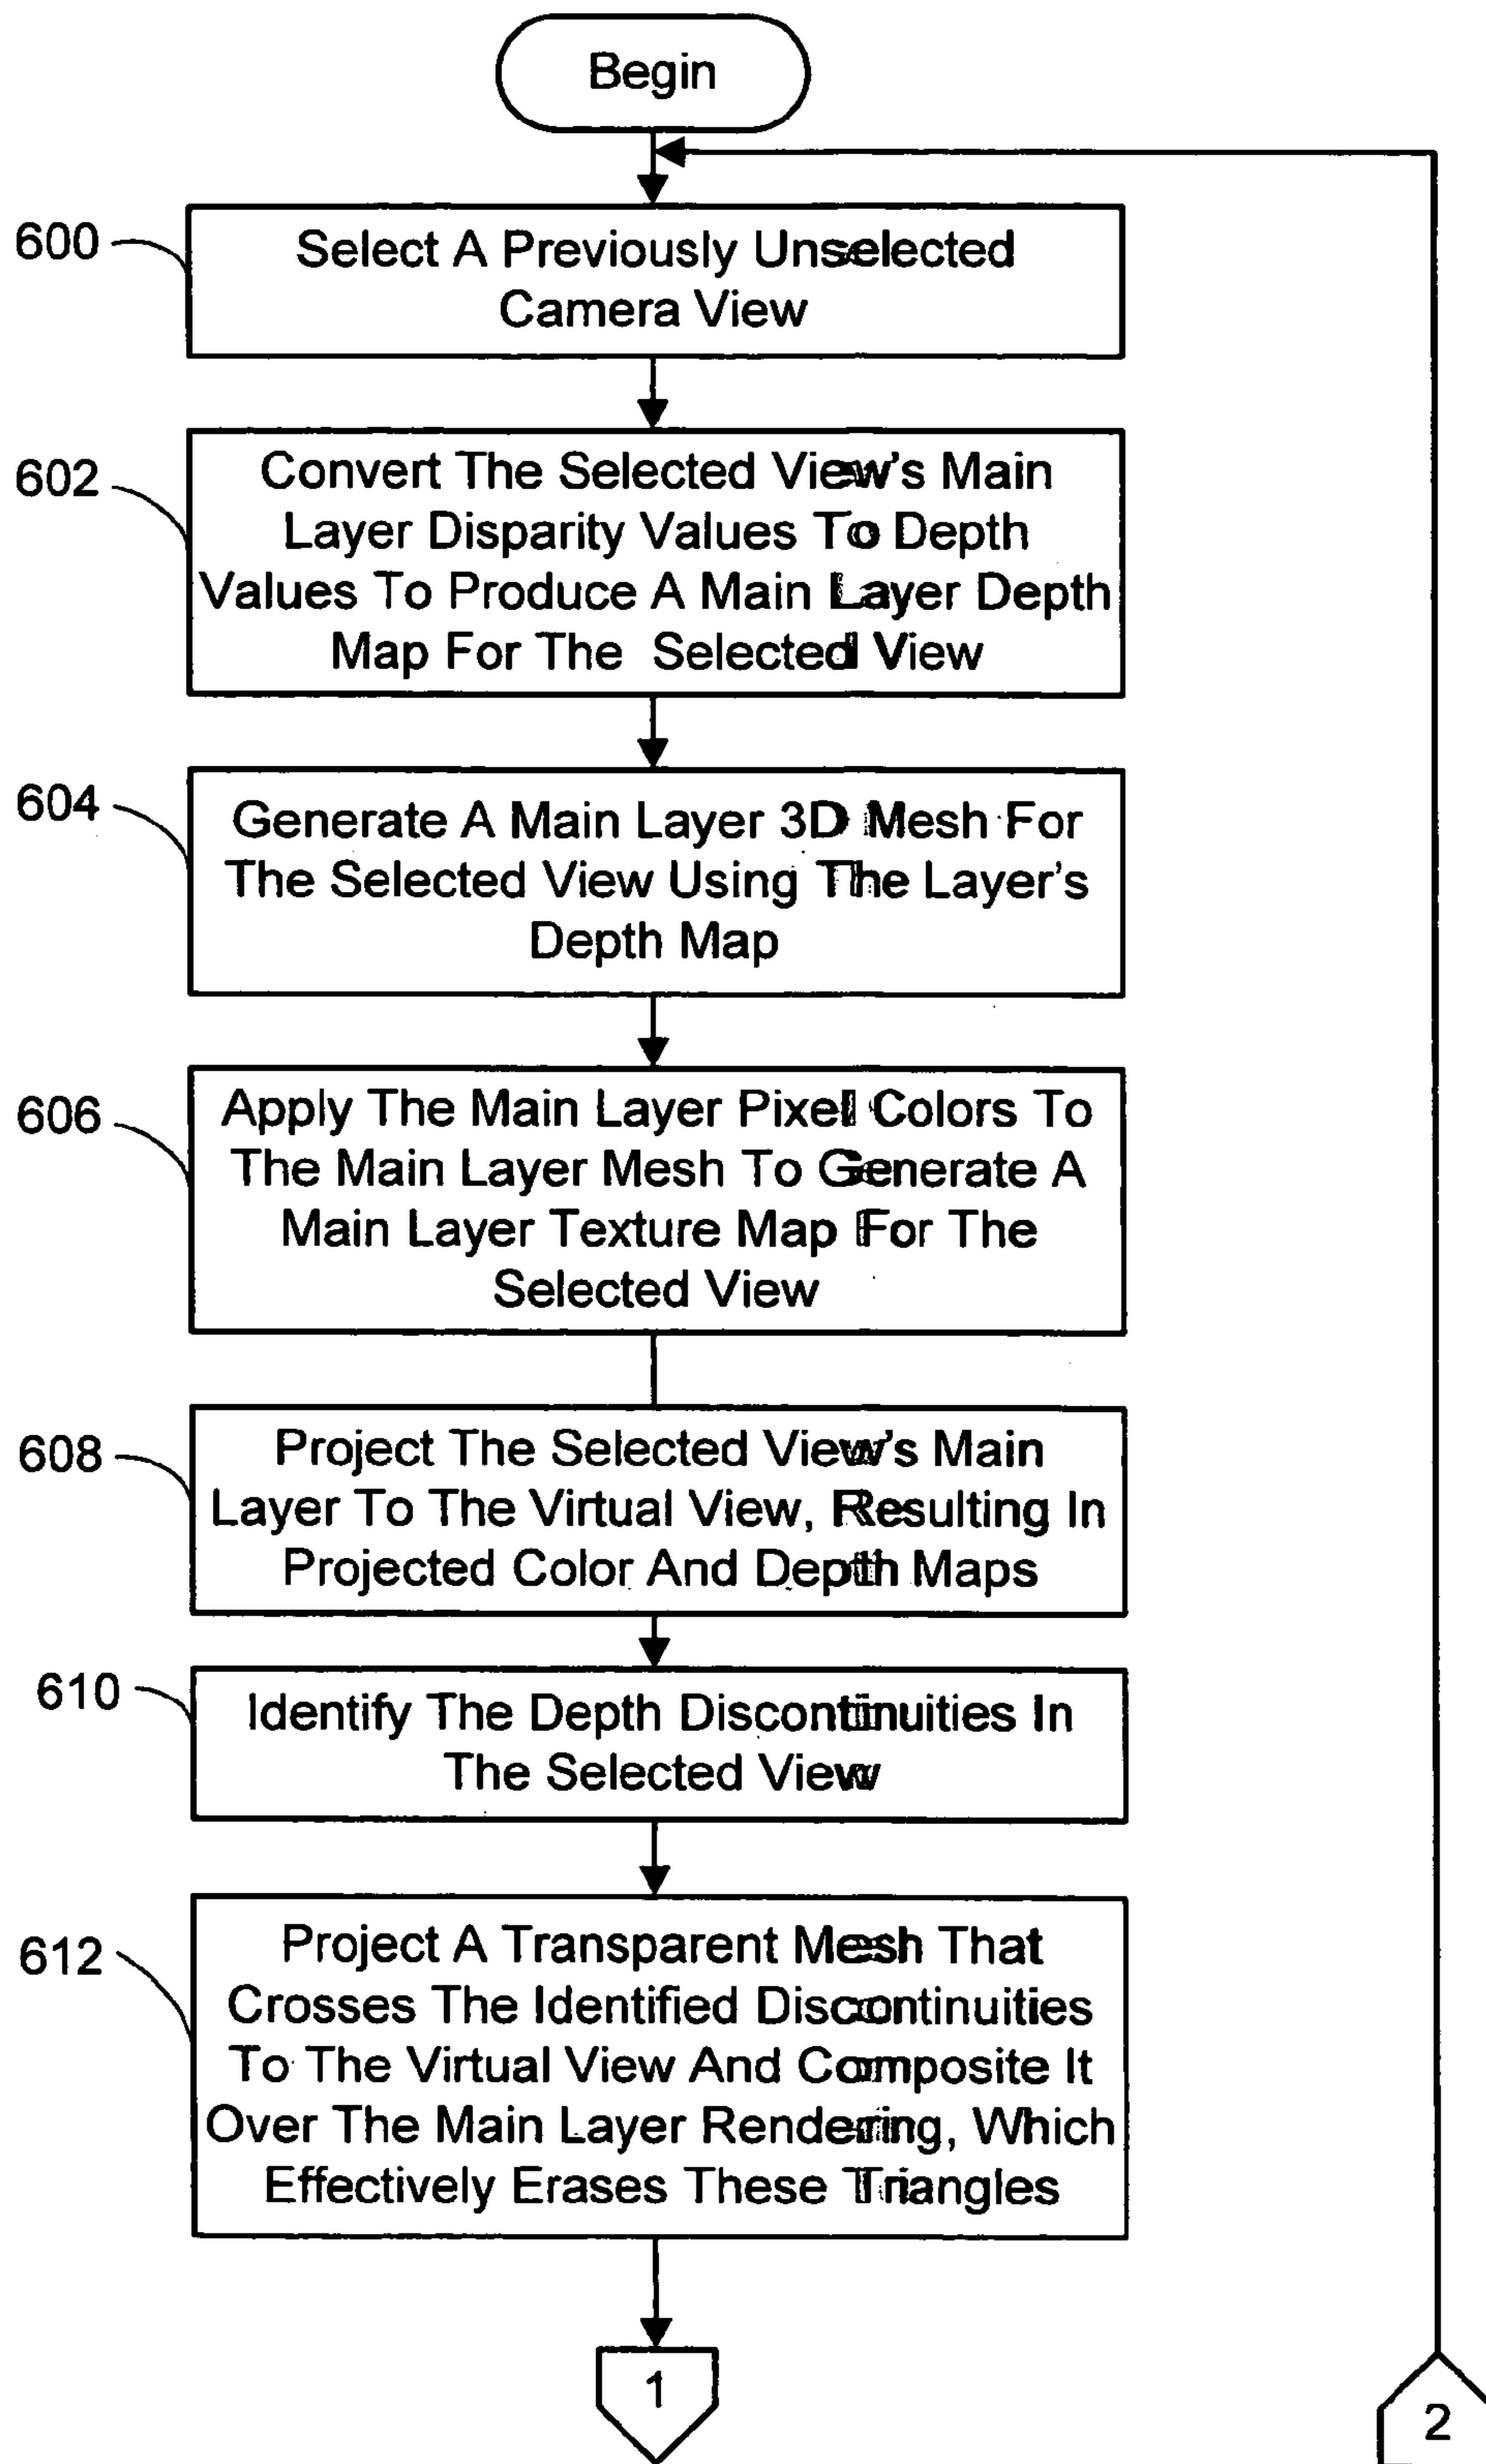 Begin
600
Select A Previously Unselected
Camera View
602
Convert The Selected View's Main
Layer Disparity Values To Depth
Values To Produce A Main Layer Depth
Map For The Selected View
604
Generate A Main Layer 3D Mesh For
The Selected View Using The Layer's
Depth Map
606
Apply The Main Layer Pixel Colors To
The Main Layer Mesh To Generate A
Main Layer Texture Map For The
Selected View
608
Project The Selected View's Main
Layer To The Virtual View, Resulting In
Projected Color And Depth Maps
610
Identify The Depth Discontinuities In
The Selected View
612
Project A Transparent Mesh That
Crosses The Identified Discontinuities
To The Virtual View And Composite It
Over The Main Layer Rendering, Which
Effectively Erases These Triangles
1
2